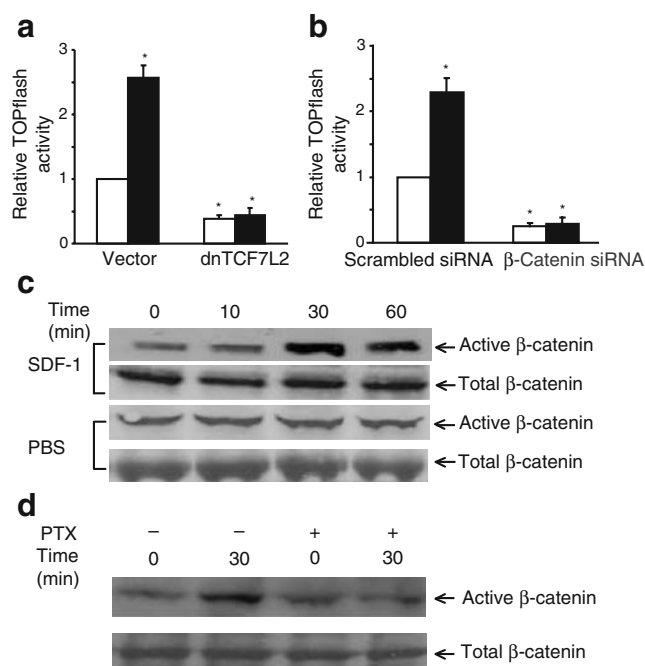 a
Relative TOPflash
activity
3
2
1
0
*
* *
Vector dnTCF7L2
b
Relative TOPflash
activity
3
2
1
0
*
* *
Scrambled siRNA β-Catenin siRNA
c
Time
(min)
0 10 30 60
SDF-1
Active β-catenin
Total β-catenin
PBS
Active β-catenin
Total β-catenin
d
PTX – – + +
Time
(min)
0 30 0 30
Active β-catenin
Total β-catenin